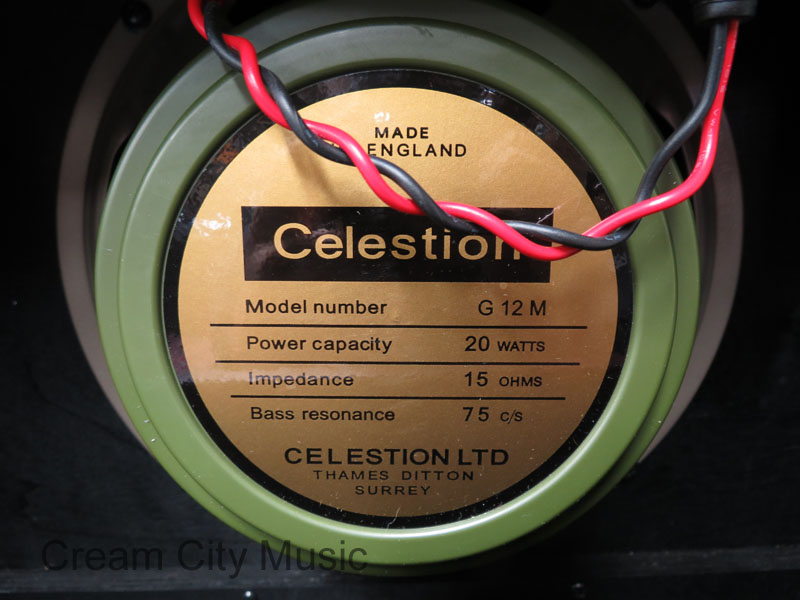 MADE
ENGLAND
Celestion
Model number G 12 M
Power capacity 20 WATTS
Impedance 15 OHMS
Bass resonance 75 c/s
CELESTION LTD
THAMES DITTON
SURREY
Cream City Music